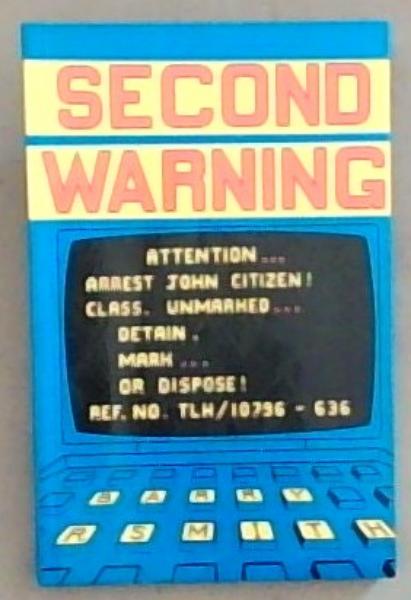 SECOND
WARNING
ATTENTION...
ARREST JOHN CITIZEN!
CLASS. UNMARKED...
DETAIN.
MARK...
OR DISPOSE!
REF. NO. TLH/10796 - 636
BARRY
R SMITH